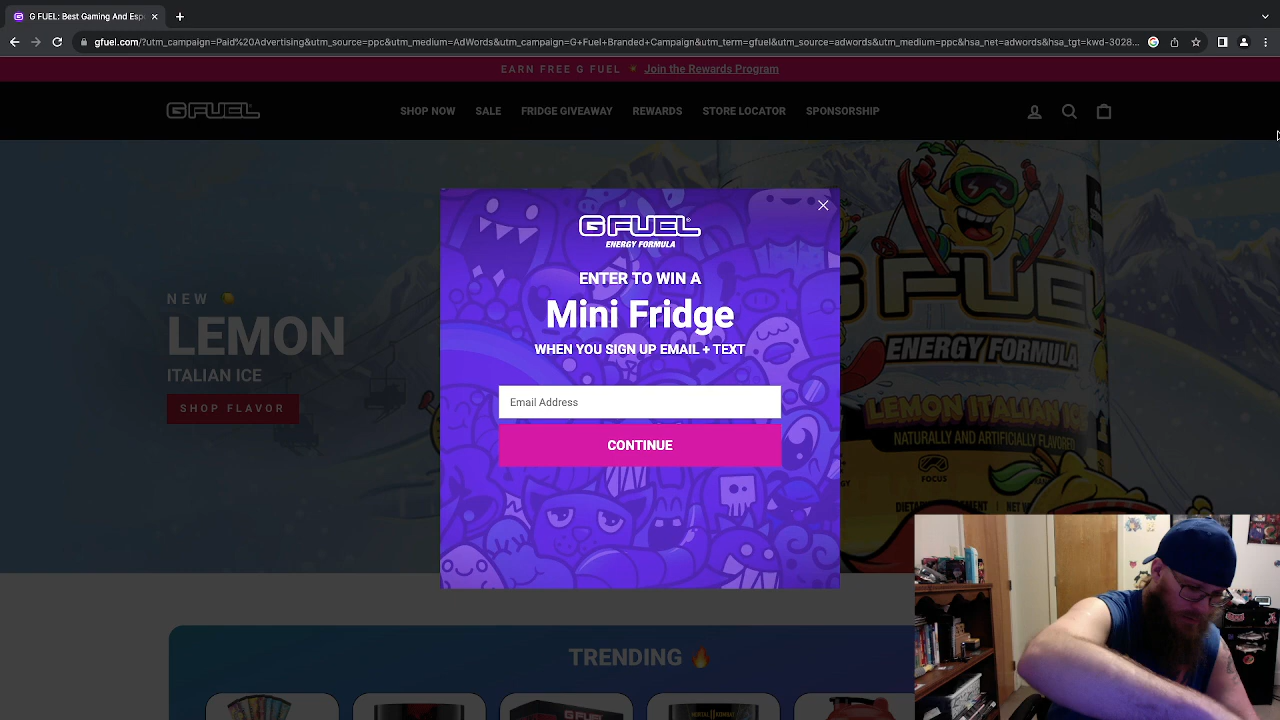 G FUEL: Best Gaming And Esp
gfuel.com/?utm_campaign=Paid%20Advertising&utm_source=ppc&utm_medium=AdWords&utm_campaign=G+Fuel+Branded+Campaign&utm_term=gfuel&utm_source=adwords&utm_medium=ppc&hsa_net=adwords&hsa_tgt=kwd-3028...
EARN FREE G FUEL 💥 Join the Rewards Program
G FUEL
SHOP NOW SALE FRIDGE GIVEAWAY REWARDS STORE LOCATOR SPONSORSHIP
G FUEL
ENERGY FORMULA
ENTER TO WIN A
Mini Fridge
WHEN YOU SIGN UP EMAIL + TEXT
Email Address
CONTINUE
NEW
LEMON
ITALIAN ICE
SHOP FLAVOR
G FUEL
ENERGY FORMULA
LEMON ITALIAN ICE
NATURALLY AND ARTIFICIALLY FLAVORED
FOCUS
TRENDING 🔥
G FUEL
MORTAL KOMBAT